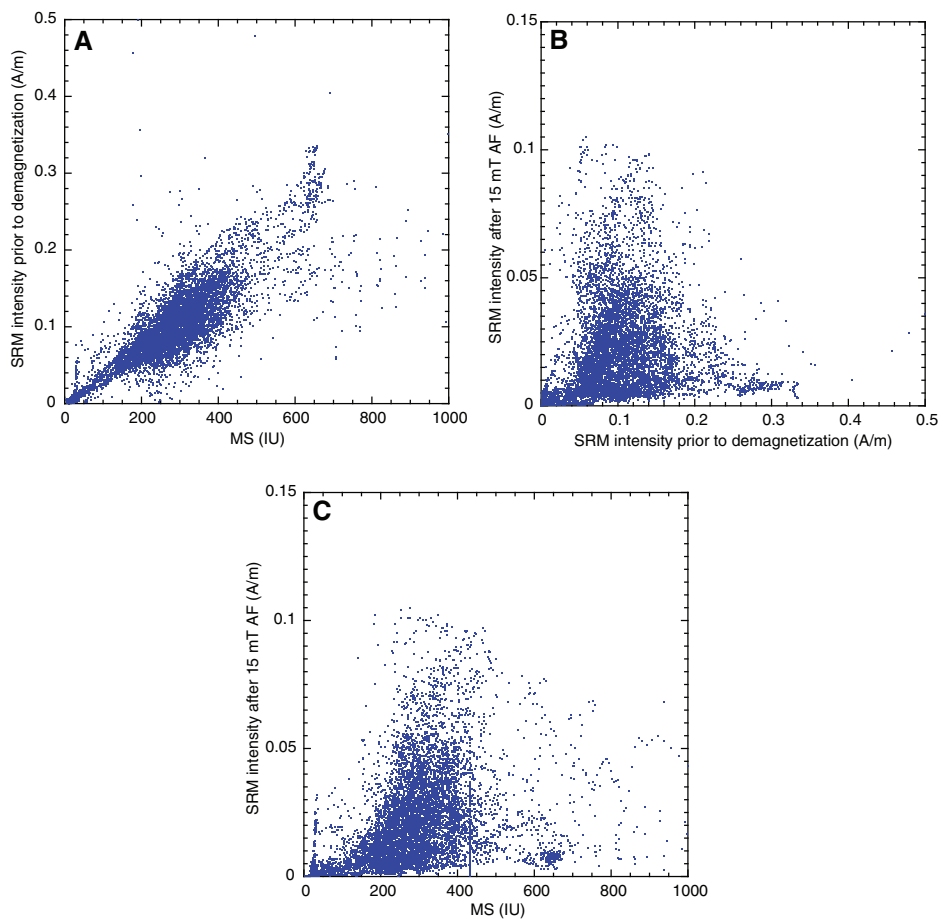 A
SRM intensity prior to demagnetization (A/m)
0.5
0.4
0.3
0.2
0.1
0
0 200 400 600 800 1000
MS (IU)
B
SRM intensity after 15 mT AF (A/m)
0.15
0.1
0.05
0
0 0.1 0.2 0.3 0.4 0.5
SRM intensity prior to demagnetization (A/m)
C
SRM intensity after 15 mT AF (A/m)
0.15
0.1
0.05
0
0 200 400 600 800 1000
MS (IU)